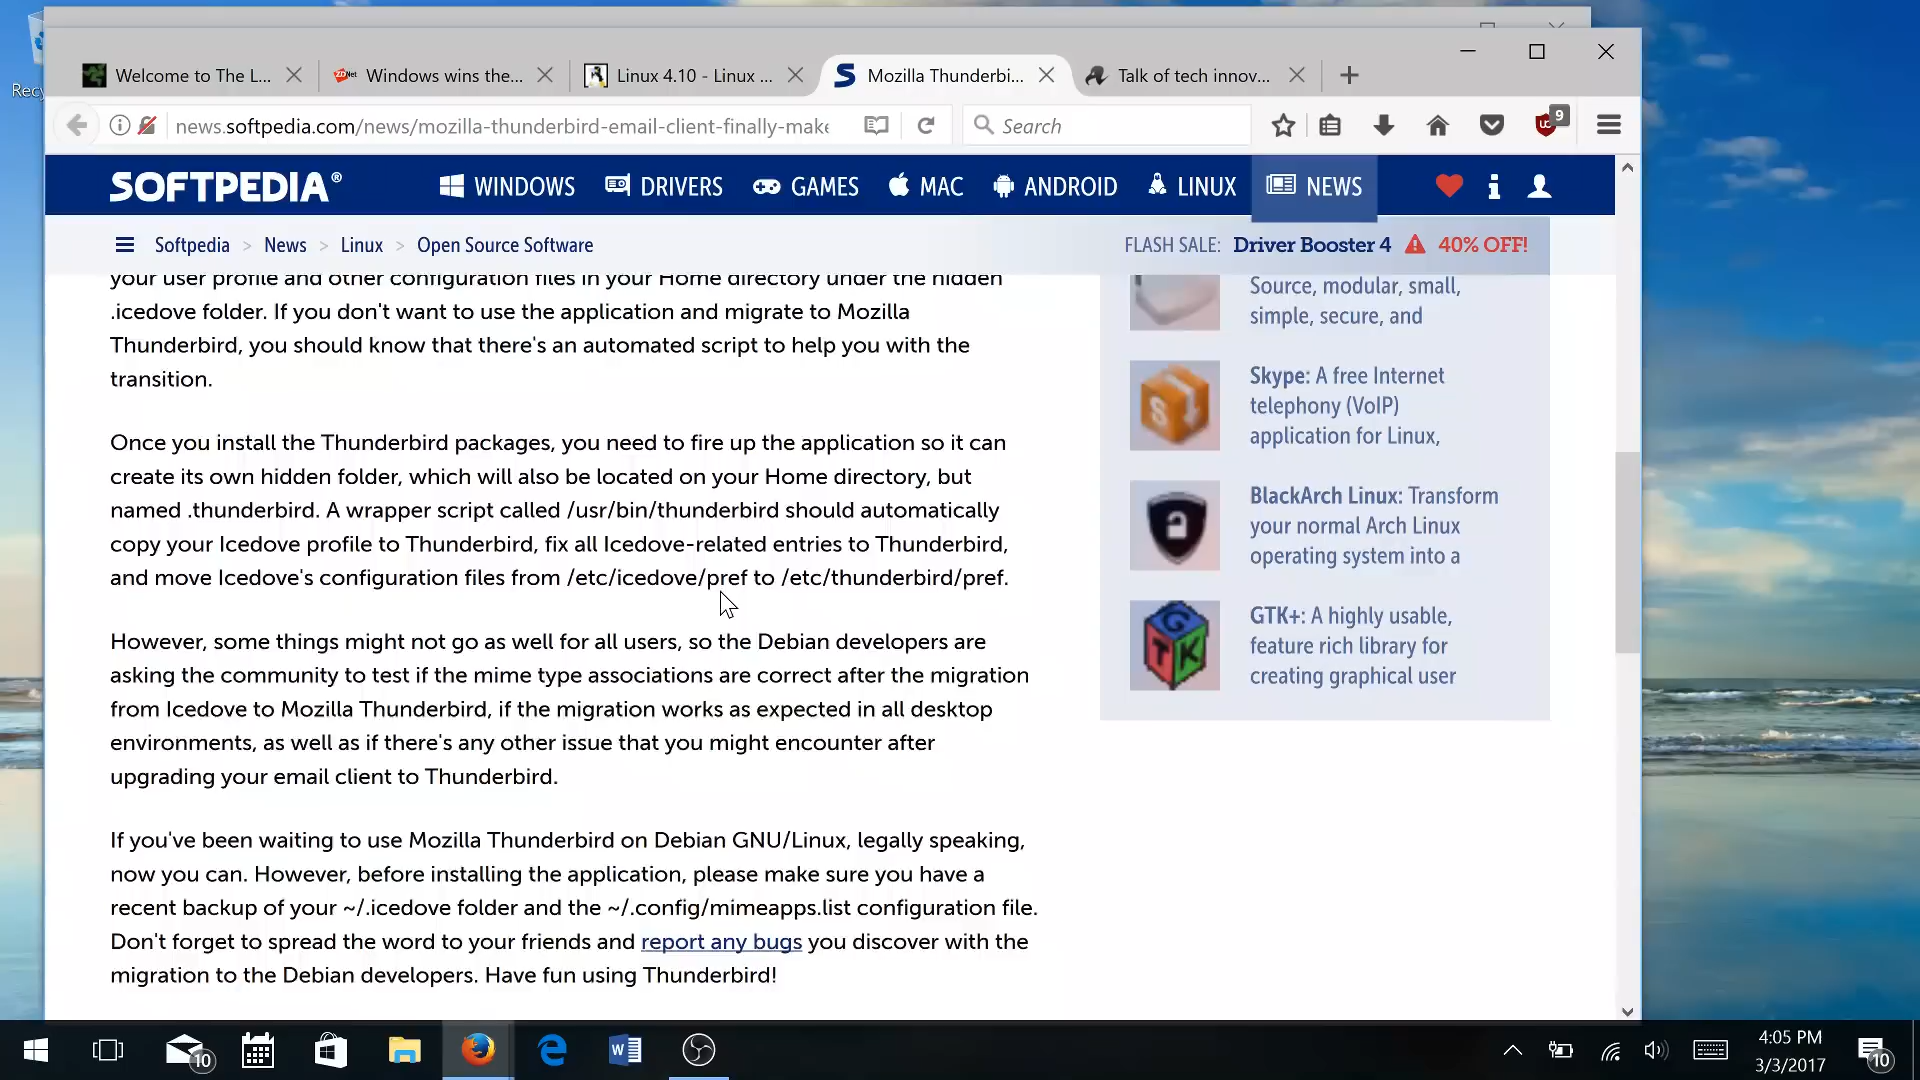 Recy
Welcome to The L...
ZDNet
Windows wins the...
Linux 4.10 - Linux ...
S
Mozilla Thunderbi...
Talk of tech innov...
news.softpedia.com/news/mozilla-thunderbird-email-client-finally-make
Search
9
SOFTPEDIA®
WINDOWS
DRIVERS
GAMES
MAC
ANDROID
LINUX
NEWS
Softpedia > News > Linux > Open Source Software
FLASH SALE: Driver Booster 4 40% OFF!
your user profile and other configuration files in your Home directory under the hidden
.icedove folder. If you don't want to use the application and migrate to Mozilla
Thunderbird, you should know that there's an automated script to help you with the
transition.
Once you install the Thunderbird packages, you need to fire up the application so it can
create its own hidden folder, which will also be located on your Home directory, but
named .thunderbird. A wrapper script called /usr/bin/thunderbird should automatically
copy your Icedove profile to Thunderbird, fix all Icedove-related entries to Thunderbird,
and move Icedove's configuration files from /etc/icedove/pref to /etc/thunderbird/pref.
However, some things might not go as well for all users, so the Debian developers are
asking the community to test if the mime type associations are correct after the migration
from Icedove to Mozilla Thunderbird, if the migration works as expected in all desktop
environments, as well as if there's any other issue that you might encounter after
upgrading your email client to Thunderbird.
If you've been waiting to use Mozilla Thunderbird on Debian GNU/Linux, legally speaking,
now you can. However, before installing the application, please make sure you have a
recent backup of your ~/.icedove folder and the ~/.config/mimeapps.list configuration file.
Don't forget to spread the word to your friends and report any bugs you discover with the
migration to the Debian developers. Have fun using Thunderbird!
Source, modular, small,
simple, secure, and
S
Skype: A free Internet
telephony (VoIP)
application for Linux,
BlackArch Linux: Transform
your normal Arch Linux
operating system into a
GTK
GTK+: A highly usable,
feature rich library for
creating graphical user
10
4:05 PM
3/3/2017
10